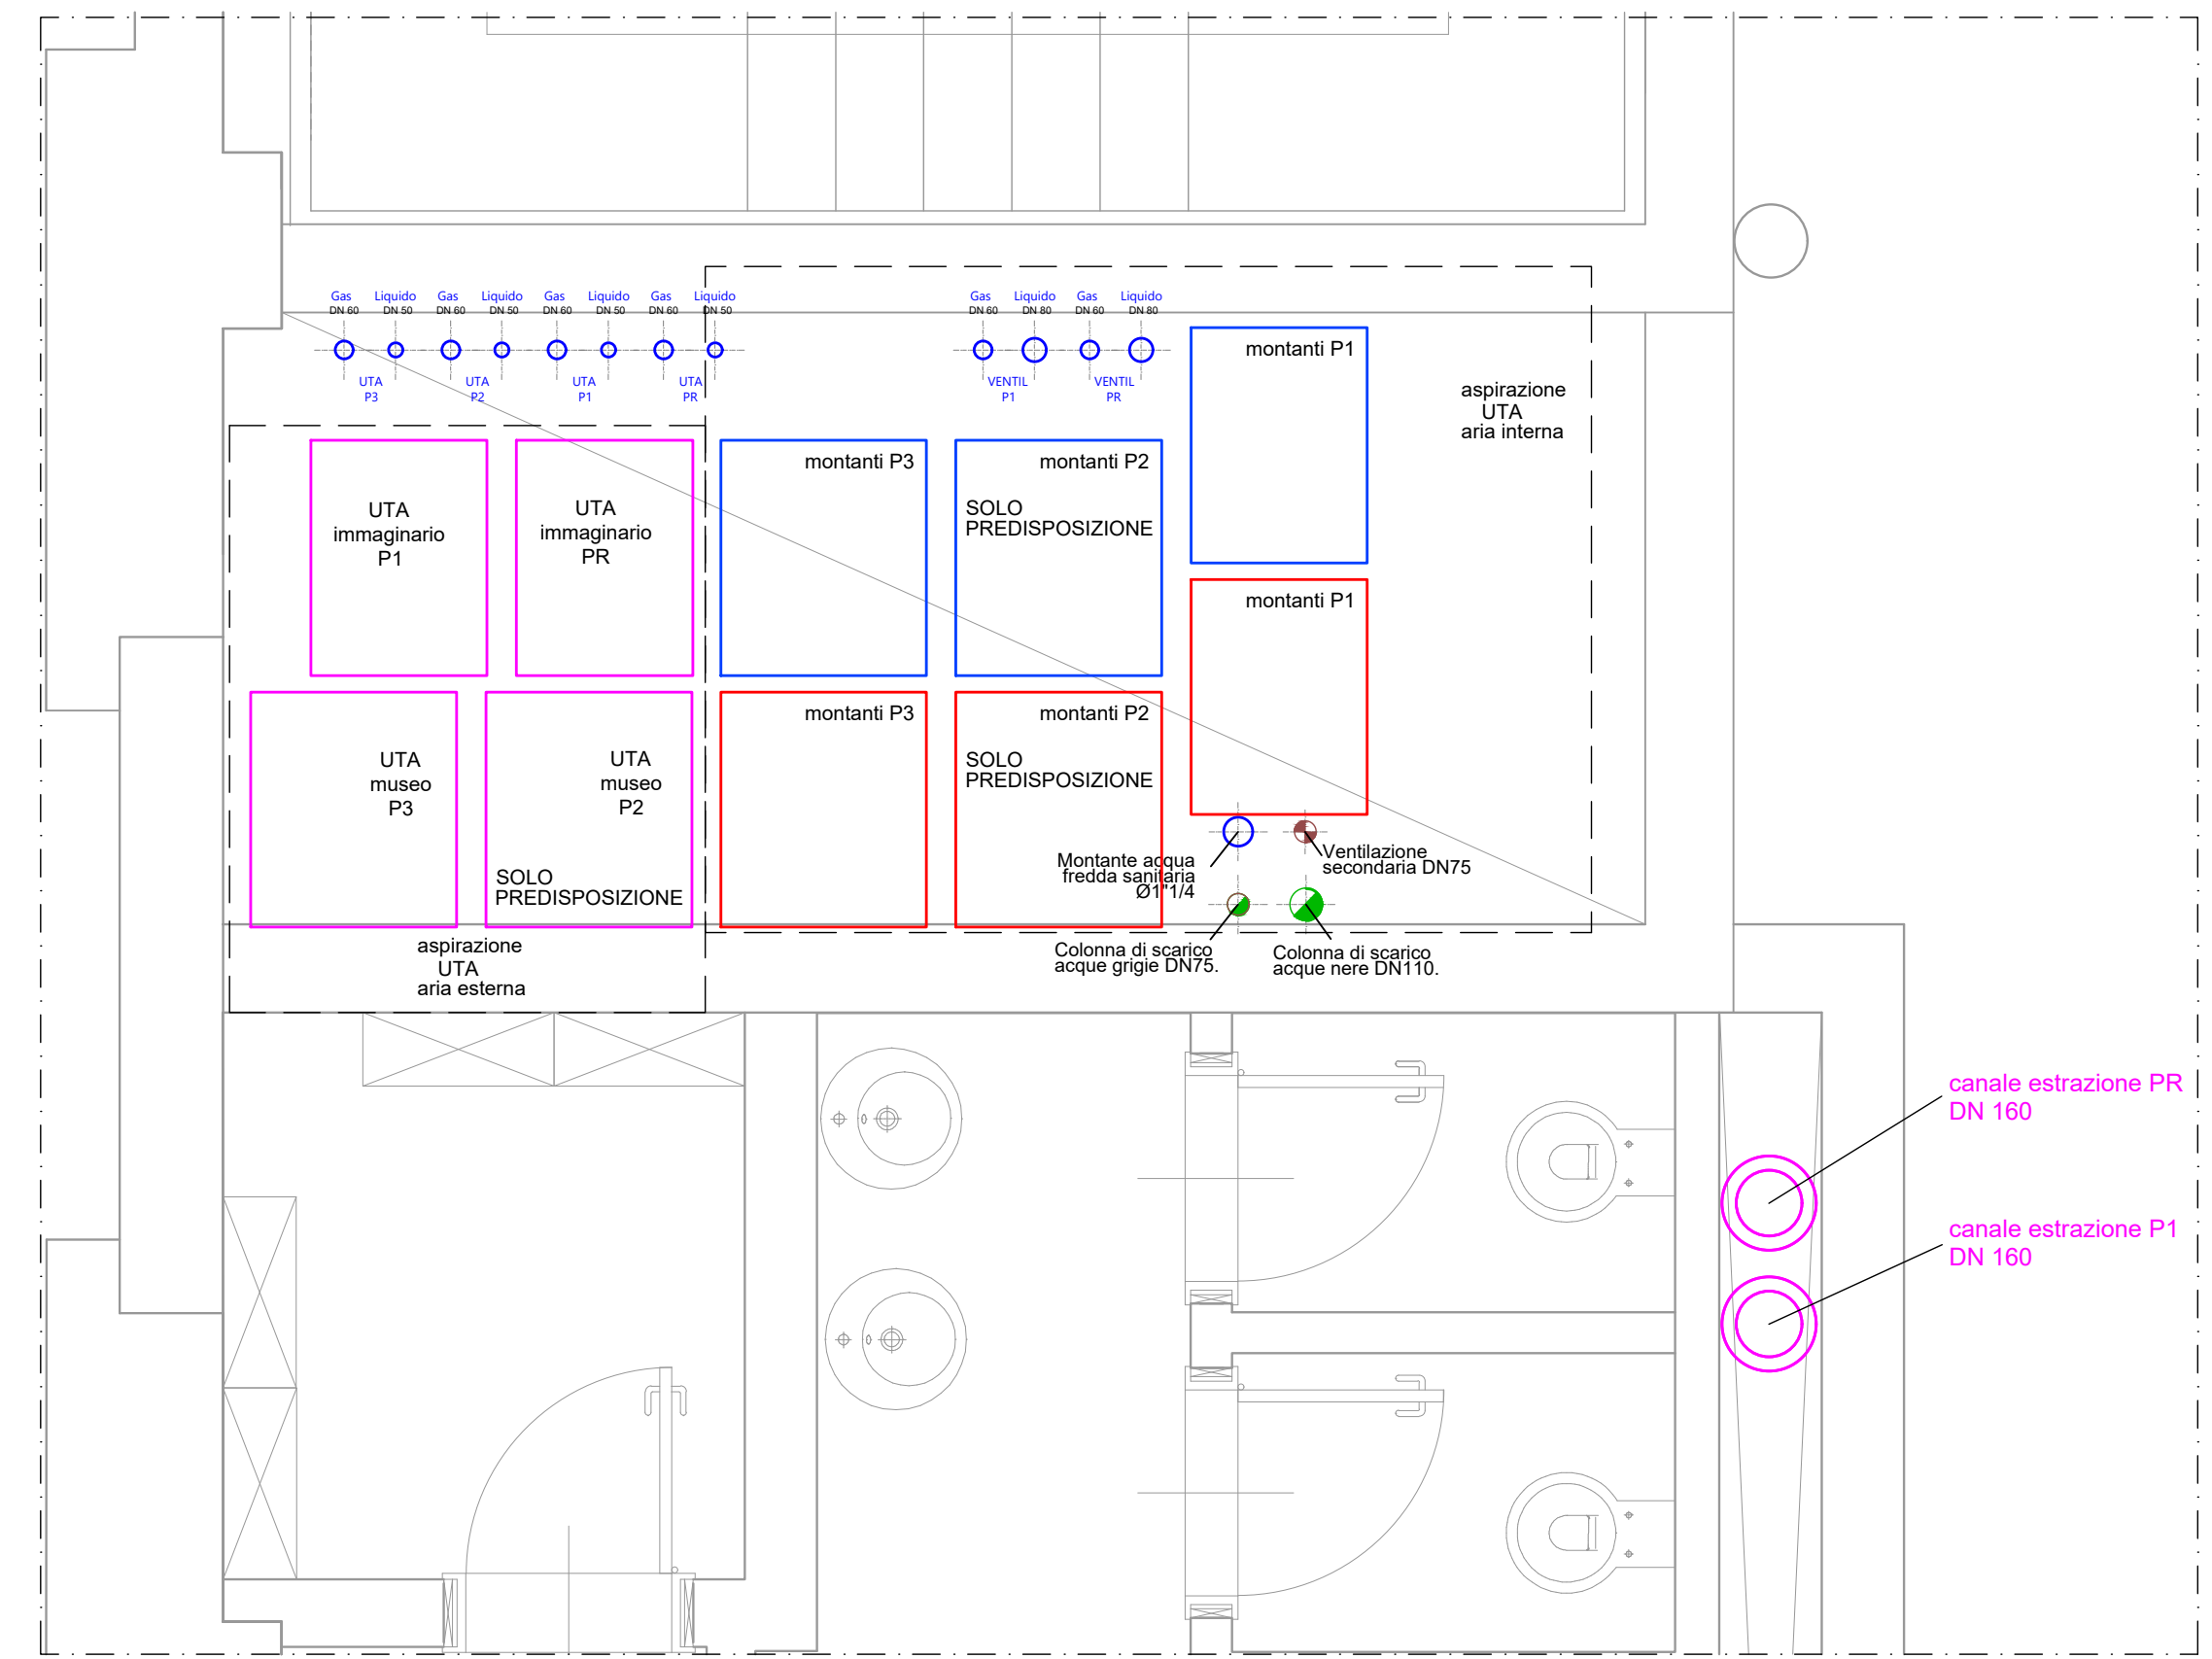 Gas Liquido Gas Liquido Gas Liquido Gas Liquido
DN 60 DN 50 DN 60 DN 50 DN 60 DN 50 DN 60 DN 50
UTA UTA UTA UTA
P3 P2 P1 PR
Gas Liquido Gas Liquido
DN 60 DN 80 DN 60 DN 80
VENTIL VENTIL
P1 PR
montanti P1
aspirazione
UTA
aria interna
UTA
immaginario
P1
UTA
immaginario
PR
montanti P3
montanti P2
SOLO
PREDISPOSIZIONE
montanti P1
UTA
museo
P3
UTA
museo
P2
SOLO
PREDISPOSIZIONE
montanti P3
montanti P2
SOLO
PREDISPOSIZIONE
Montante acqua
fredda sanitaria
Ø1"1/4
Ventilazione
secondaria DN75
Colonna di scarico
acque grigie DN75.
Colonna di scarico
acque nere DN110.
aspirazione
UTA
aria esterna
canale estrazione PR
DN 160
canale estrazione P1
DN 160